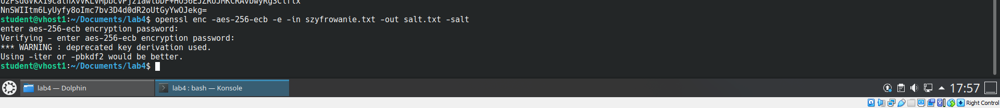 NnSWIItm6LyUyfy8oImc7bv3D4d0dR2oUtGyYwOJekg=
student@vhost1:~/Documents/lab4$ openssl enc -aes-256-ecb -e -in szyfrowanie.txt -out salt.txt -salt
enter aes-256-ecb encryption password:
Verifying - enter aes-256-ecb encryption password:
*** WARNING : deprecated key derivation used.
Using -iter or -pbkdf2 would be better.
student@vhost1:~/Documents/lab4$
lab4 — Dolphin
lab4 : bash — Konsole
17:57
Right Control